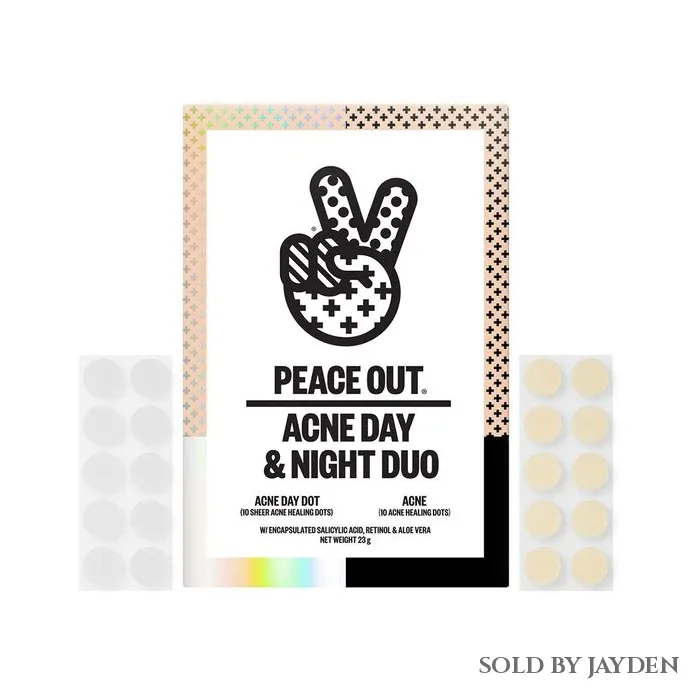 ®
PEACE OUT®
ACNE DAY
& NIGHT DUO
ACNE DAY DOT
(10 SHEER ACNE HEALING DOTS)
ACNE
(10 ACNE HEALING DOTS)
W/ ENCAPSULATED SALICYLIC ACID, RETINOL & ALOE VERA
NET WEIGHT 23 g
SOLD BY JAYDEN